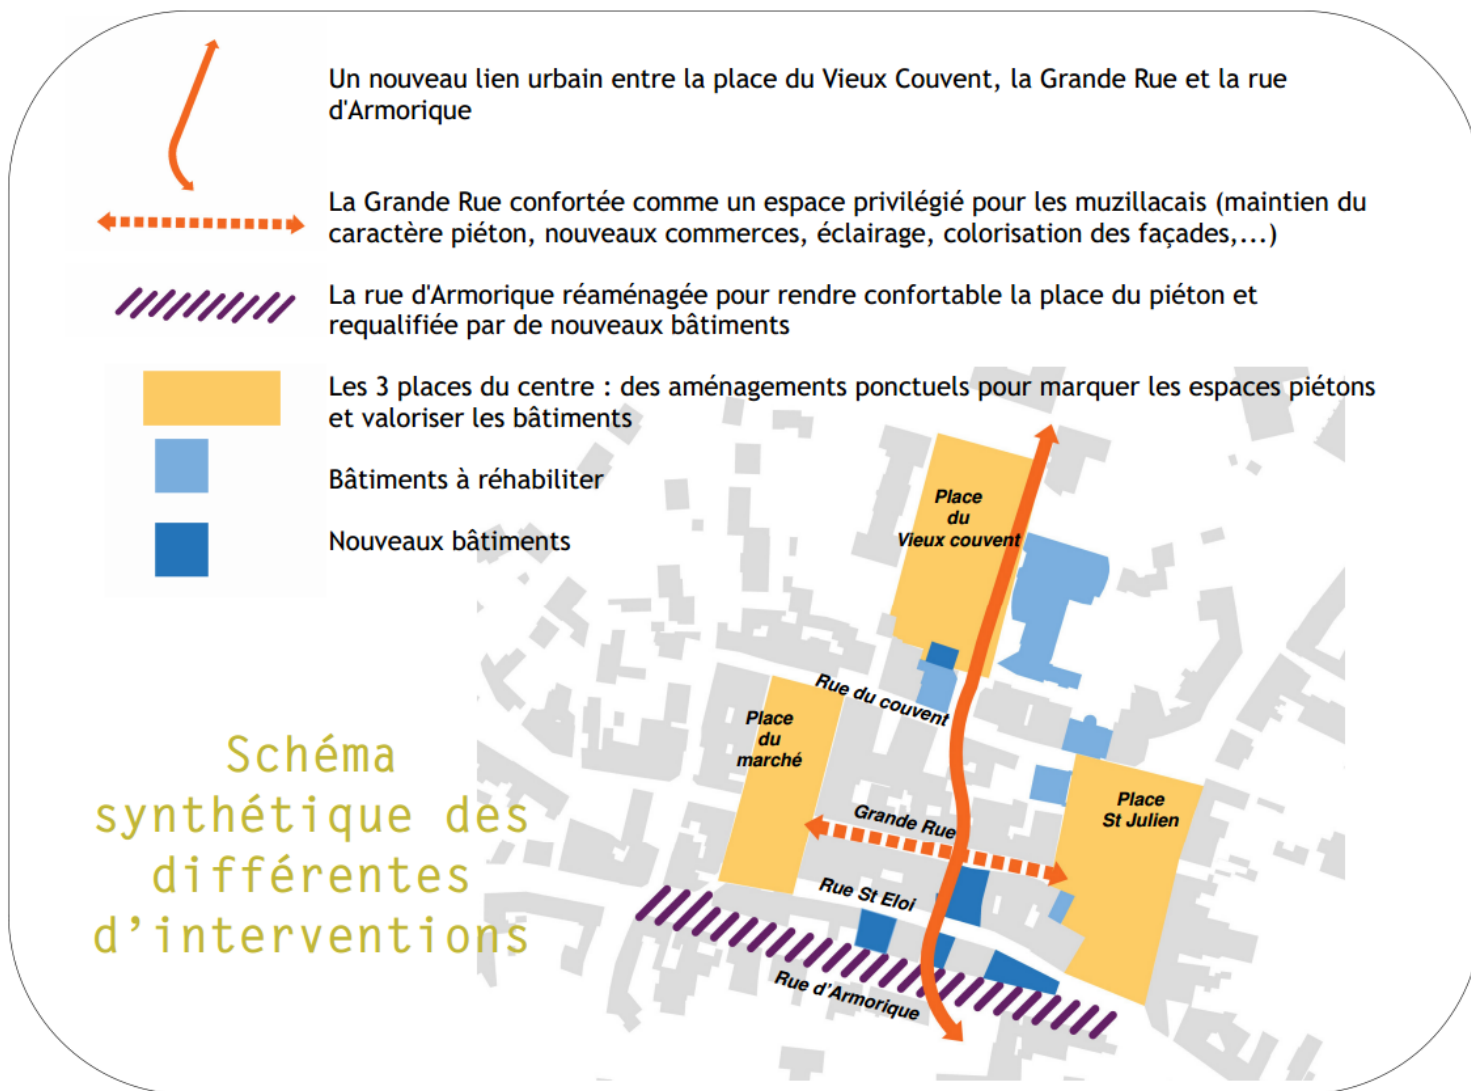 Un nouveau lien urbain entre la place du Vieux Couvent, la Grande Rue et la rue
d'Armorique
La Grande Rue confortée comme un espace privilégié pour les muzillacais (maintien du
caractère piéton, nouveaux commerces, éclairage, colorisation des façades,...)
La rue d'Armorique réaménagée pour rendre confortable la place du piéton et
requalifiée par de nouveaux bâtiments
Les 3 places du centre : des aménagements ponctuels pour marquer les espaces piétons
et valoriser les bâtiments
Bâtiments à réhabiliter
Nouveaux bâtiments
Schéma
synthétique des
différentes
d’interventions
Place
du
Vieux couvent
Rue du couvent
Place
du
marché
Grande Rue
Place
St Julien
Rue St Eloi
Rue d’Armorique